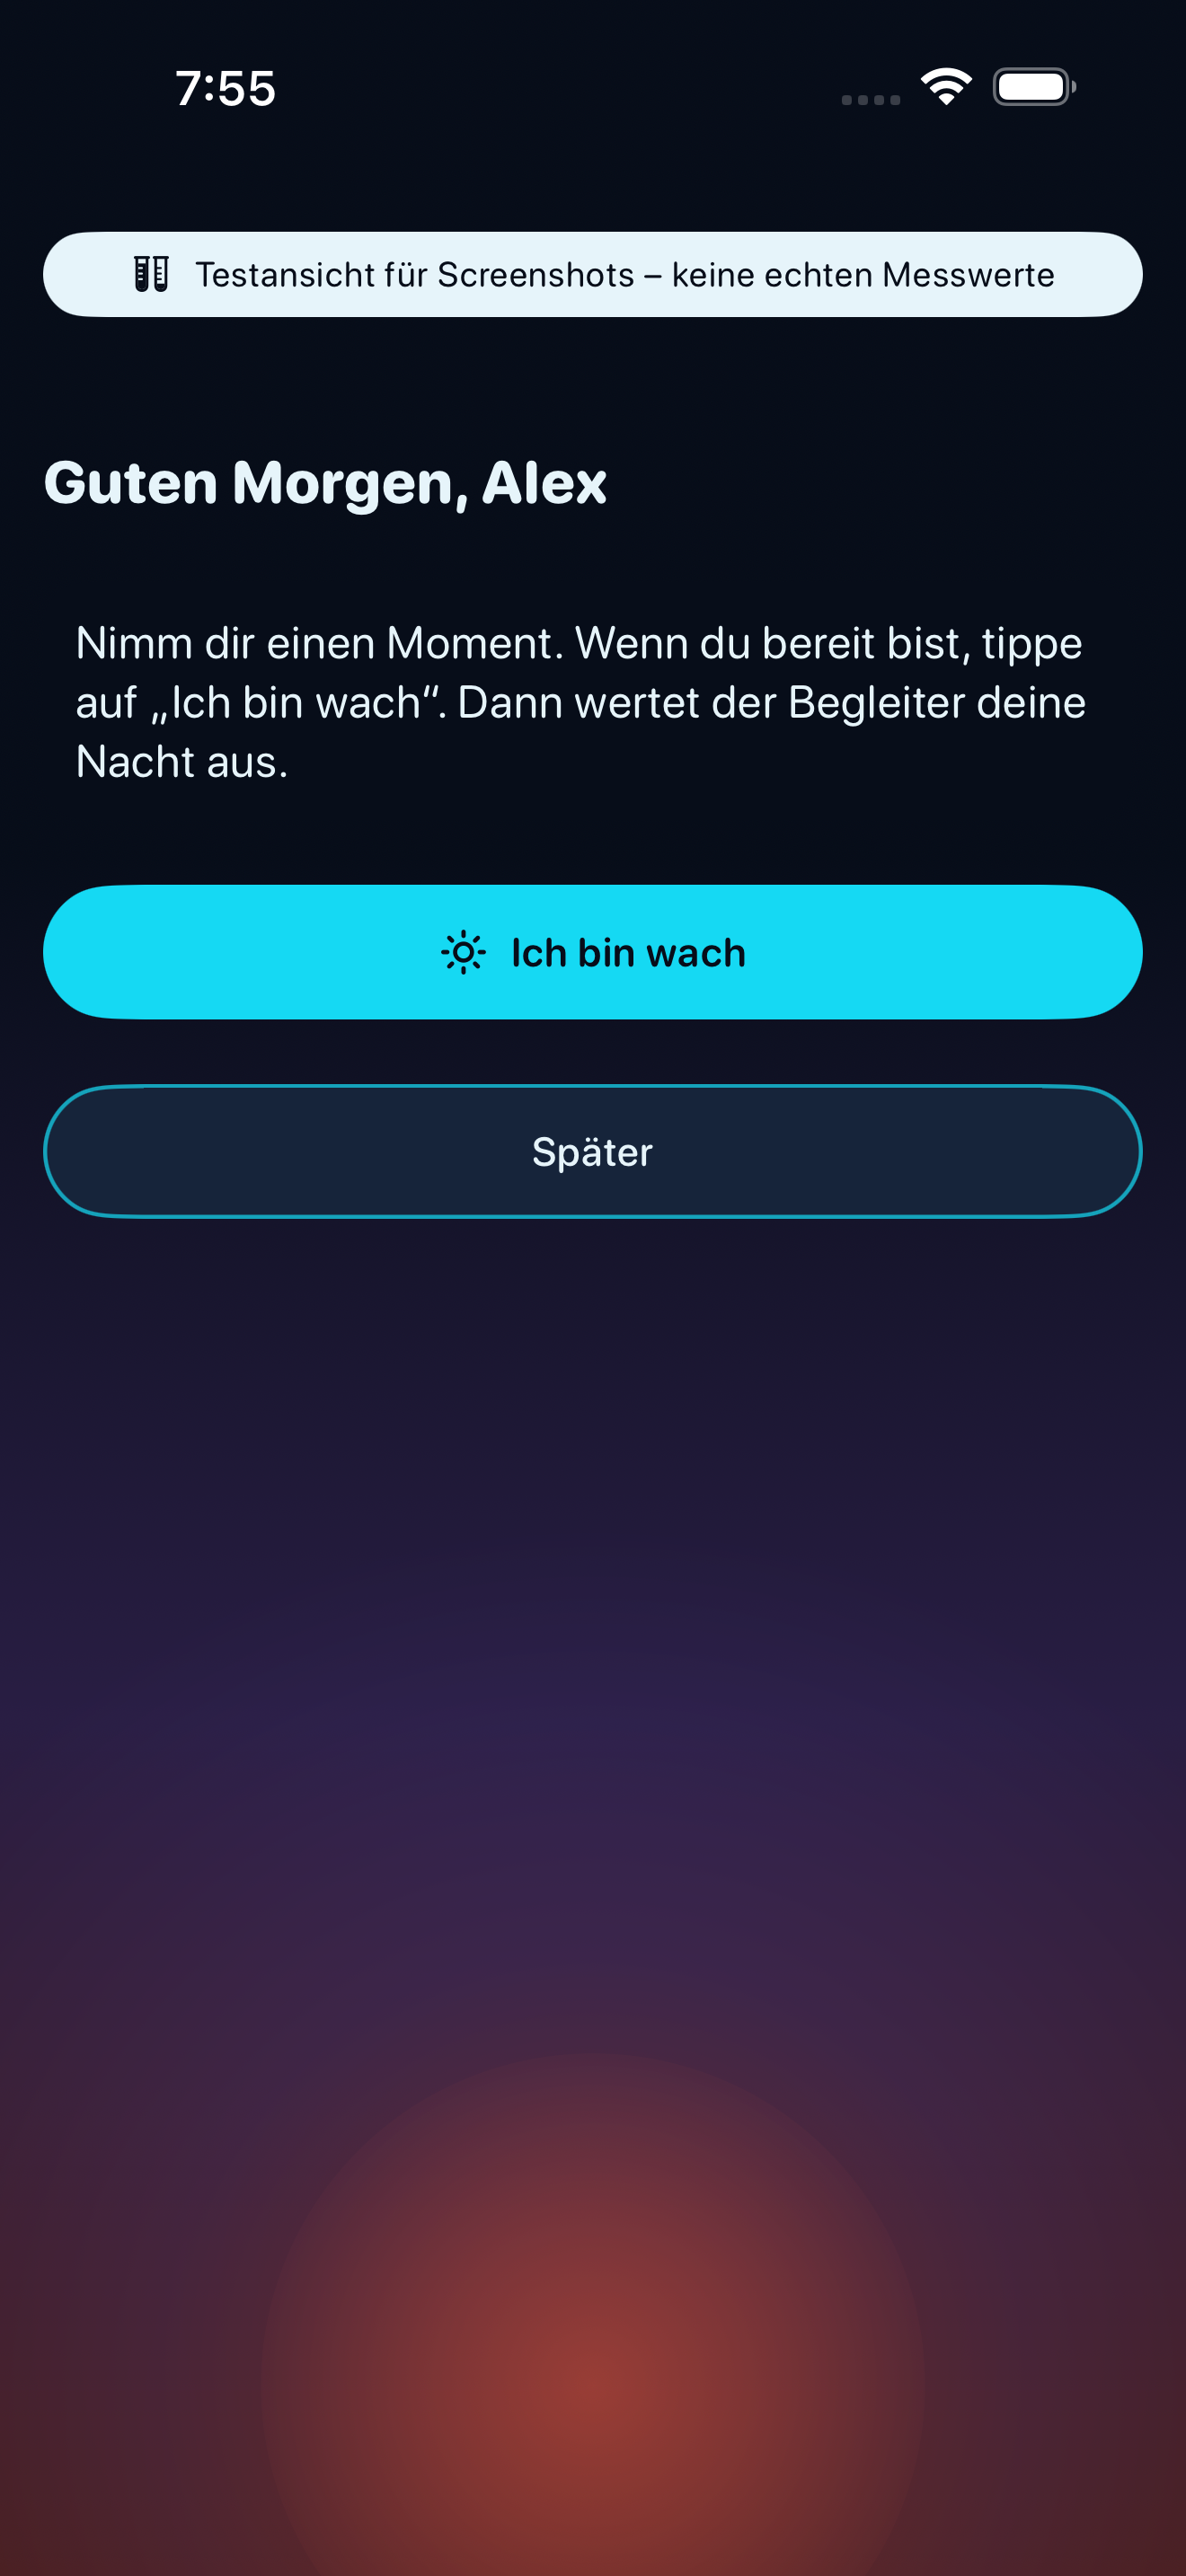 7:55
Testansicht für Screenshots – keine echten Messwerte
Guten Morgen, Alex
Nimm dir einen Moment. Wenn du bereit bist, tippe
auf „Ich bin wach“. Dann wertet der Begleiter deine
Nacht aus.
Ich bin wach
Später